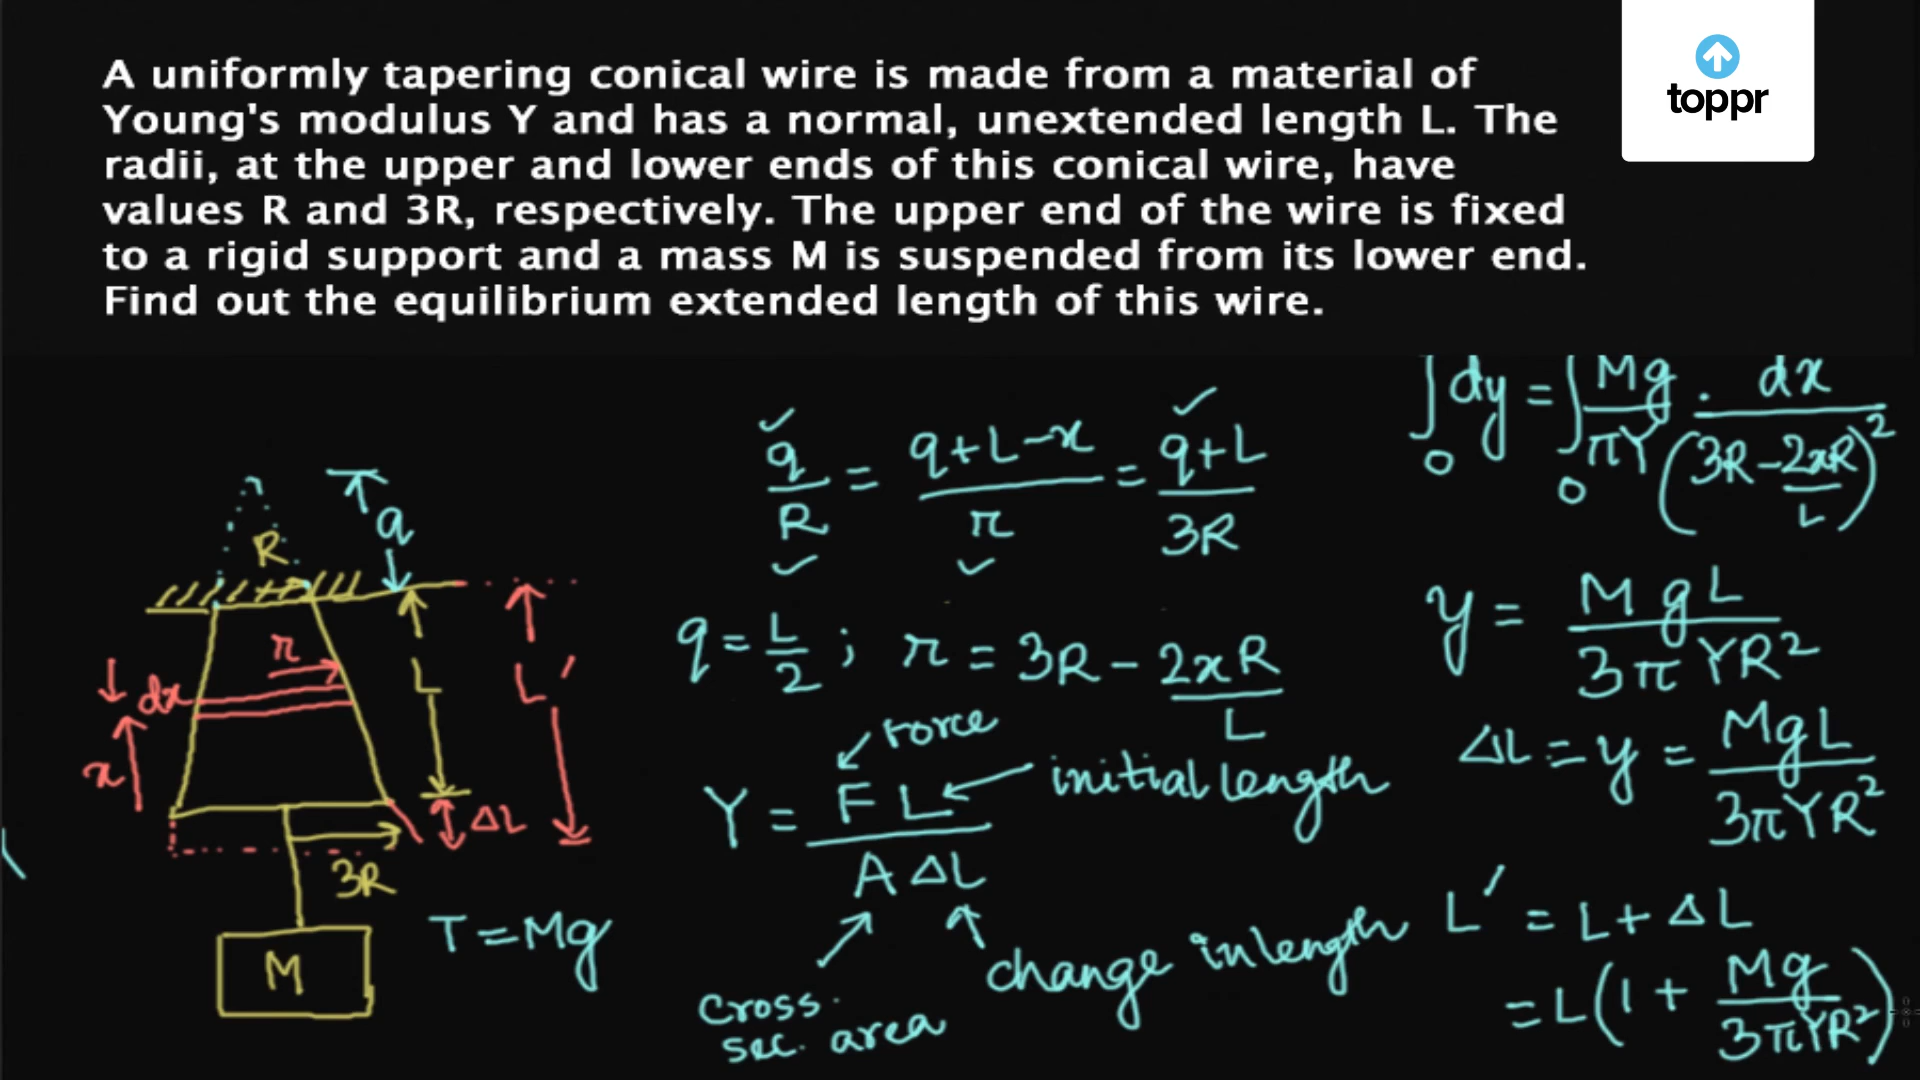 A uniformly tapering conical wire is made from a material of
Young's modulus Y and has a normal, unextended length L. The
radii, at the upper and lower ends of this conical wire, have
values R and 3R, respectively. The upper end of the wire is fixed
to a rigid support and a mass M is suspended from its lower end.
Find out the equilibrium extended length of this wire.
toppr
∫₀ dy = ∫₀ Mg/πY · dx/(3R - 2xR/L)²
q/R = q+L-x/r = q+L/3R
q = L/2 ; r = 3R - 2xR/L
Y = FL/AΔL
Force
initial length
Cross
sec. area
change in length
y = MgL/3πYR²
ΔL = y = MgL/3πYR²
L' = L + ΔL
= L(1 + Mg/3πYR²)
q
R
r
L
L'
dx
x
ΔL
3R
T = Mg
M